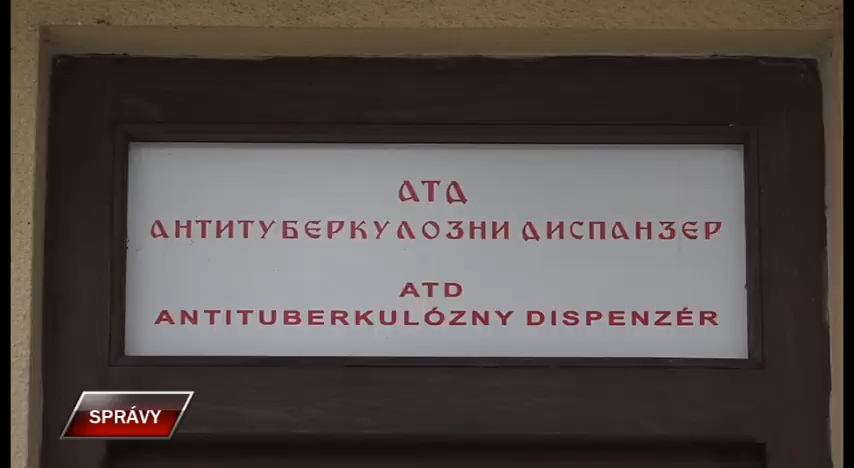 АТД
АНТИТУБЕРКУЛОЗНИ ДИСПАНЗЕР
ATD
ANTITUBERKULÓZNY DISPENZÉR
SPRÁVY